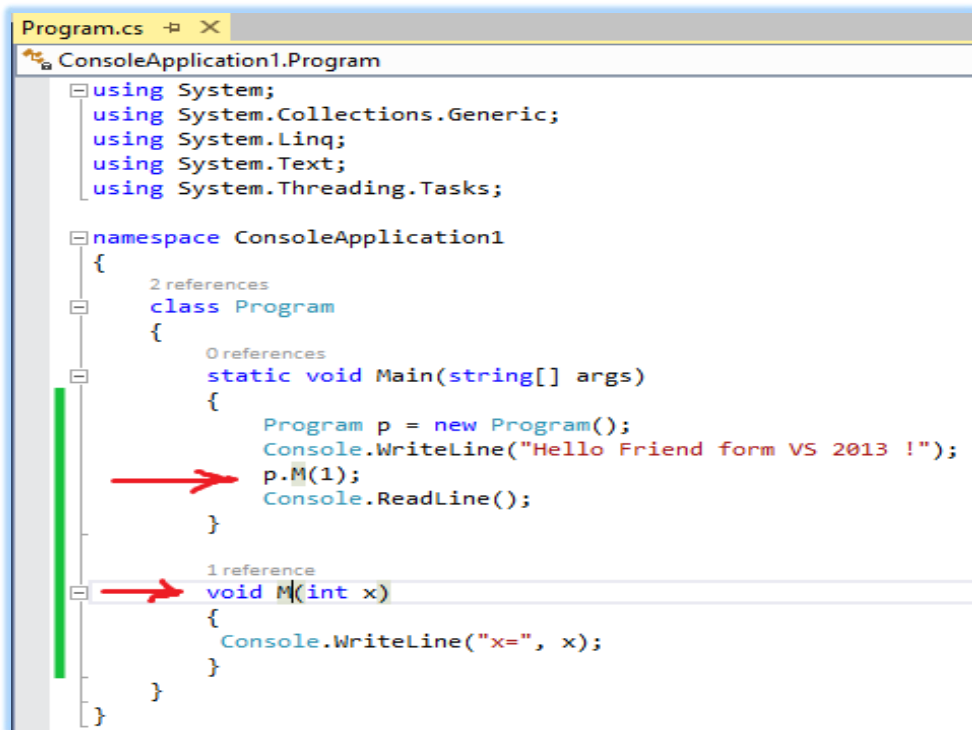 Program.cs
ConsoleApplication1.Program
using System;
using System.Collections.Generic;
using System.Linq;
using System.Text;
using System.Threading.Tasks;
namespace ConsoleApplication1
{
2 references
class Program
{
0 references
static void Main(string[] args)
{
Program p = new Program();
Console.WriteLine("Hello Friend form VS 2013 !");
p.M(1);
Console.ReadLine();
}
1 reference
void M(int x)
{
Console.WriteLine("x=", x);
}
}
}